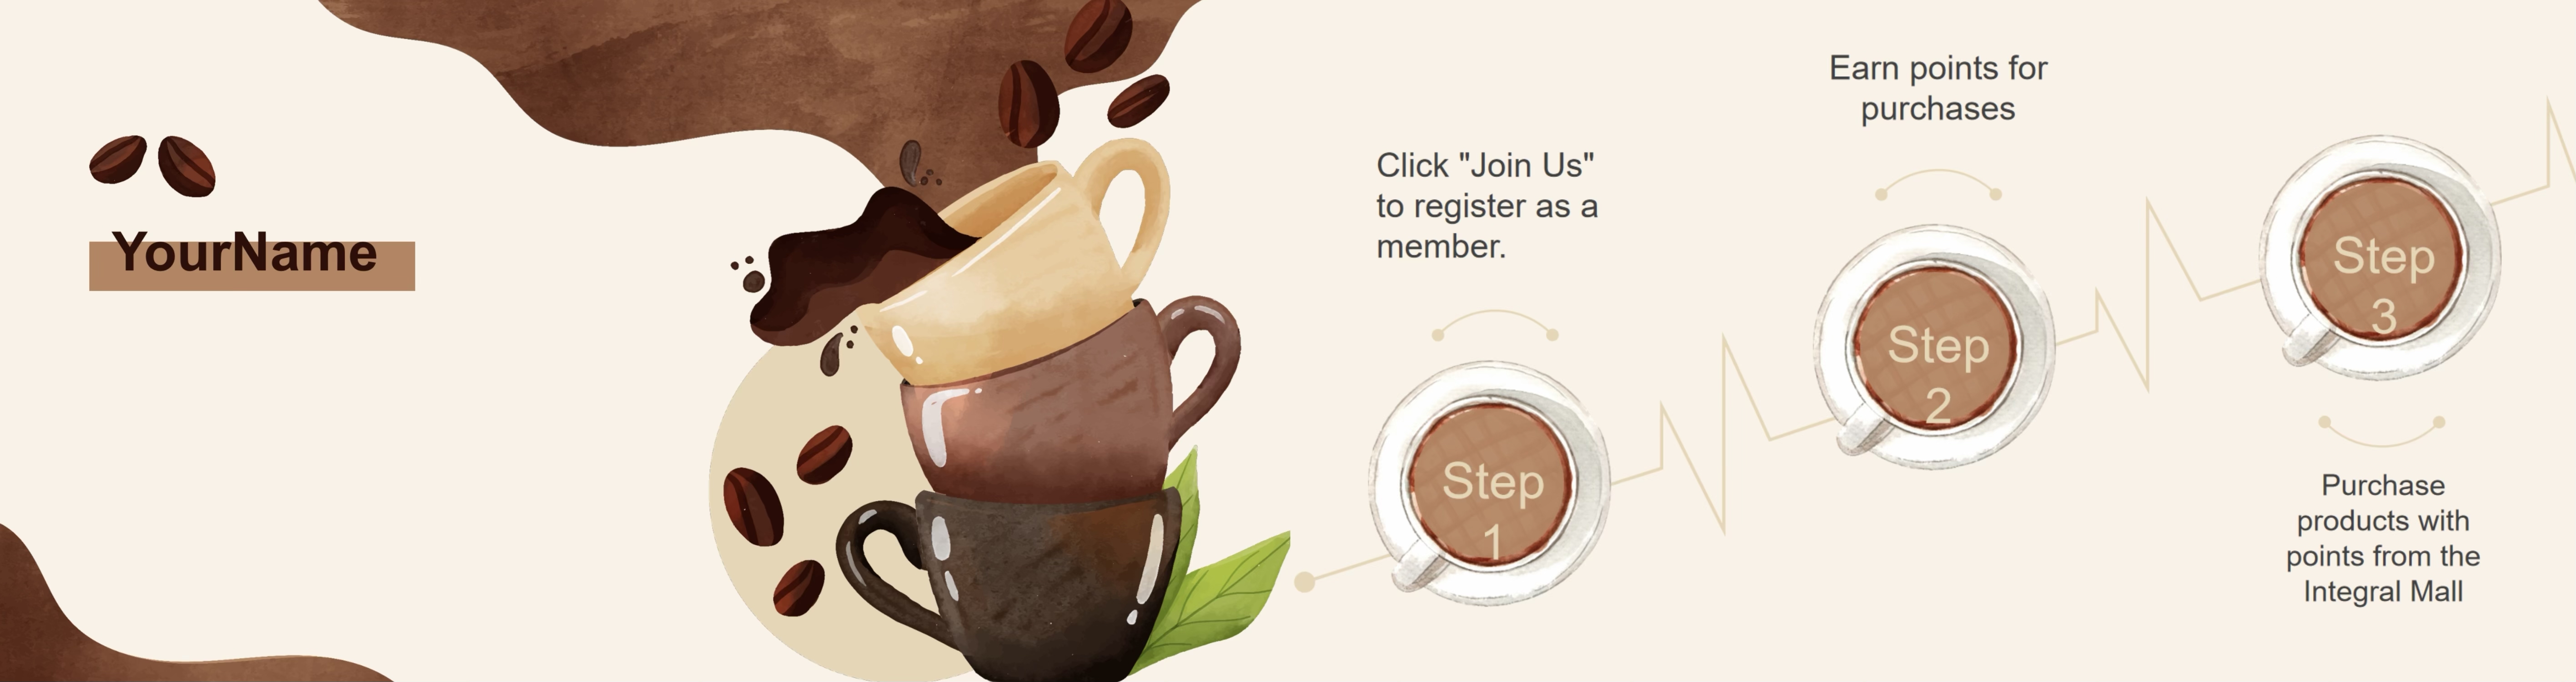 YourName
Click "Join Us"
to register as a
member.
Step
1
Earn points for
purchases
Step
2
Step
3
Purchase
products with
points from the
Integral Mall